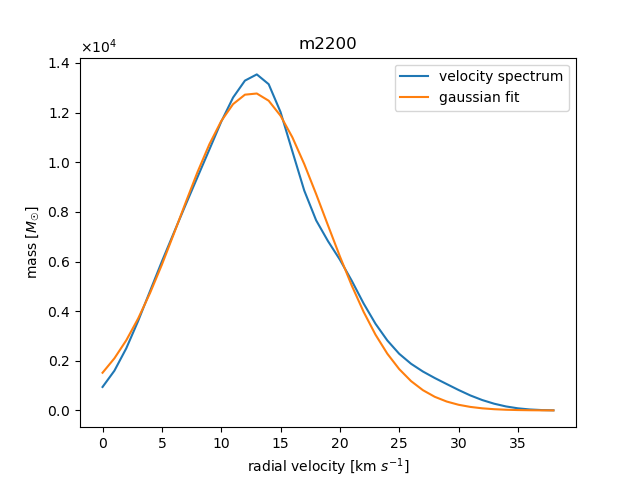 m2200
×10⁴
velocity spectrum
gaussian fit
1.4
1.2
1.0
0.8
0.6
0.4
0.2
0.0
mass [M☉]
0 5 10 15 20 25 30 35
radial velocity [km s⁻¹]